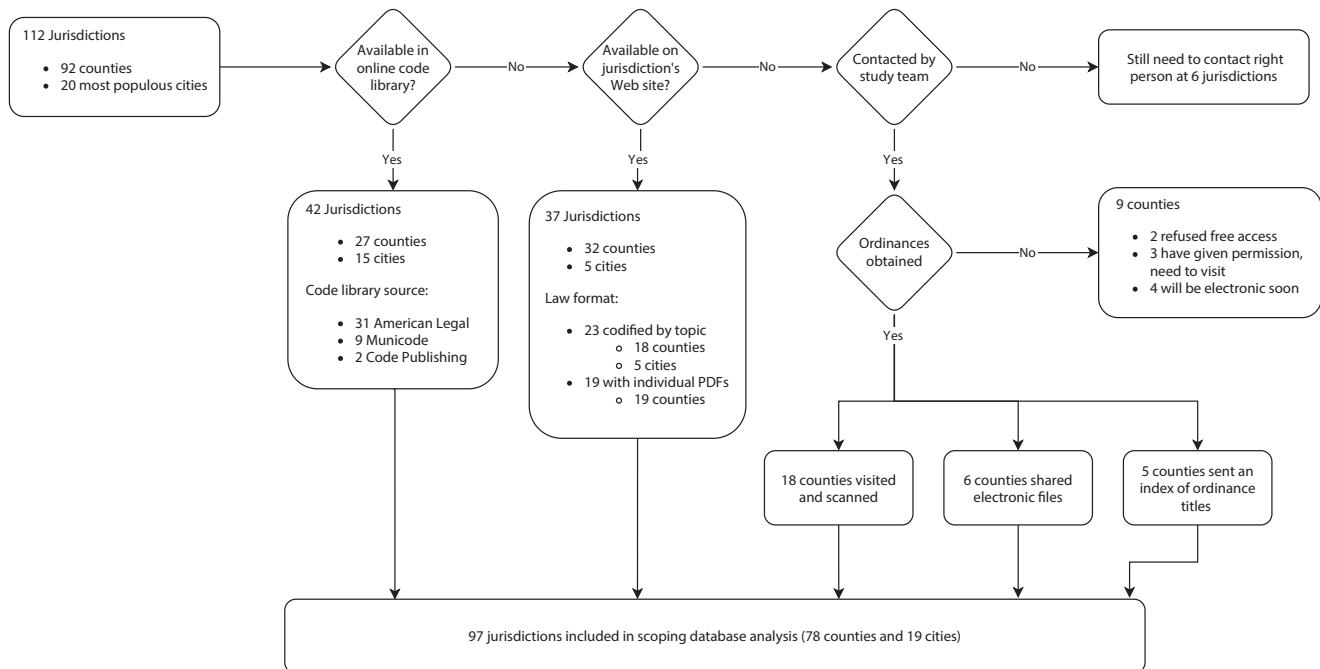 112 Jurisdictions
• 92 counties
• 20 most populous cities
Available in
online code
library?
No
Available on
jurisdiction's
Web site?
No
Contacted by
study team
No
Still need to contact right
person at 6 jurisdictions
Yes
Yes
Yes
42 Jurisdictions
• 27 counties
• 15 cities
Code library source:
• 31 American Legal
• 9 Municode
• 2 Code Publishing
37 Jurisdictions
• 32 counties
• 5 cities
Law format:
• 23 codified by topic
○ 18 counties
○ 5 cities
• 19 with individual PDFs
○ 19 counties
Ordinances
obtained
No
9 counties
• 2 refused free access
• 3 have given permission,
need to visit
• 4 will be electronic soon
Yes
18 counties visited
and scanned
6 counties shared
electronic files
5 counties sent an
index of ordinance
titles
97 jurisdictions included in scoping database analysis (78 counties and 19 cities)